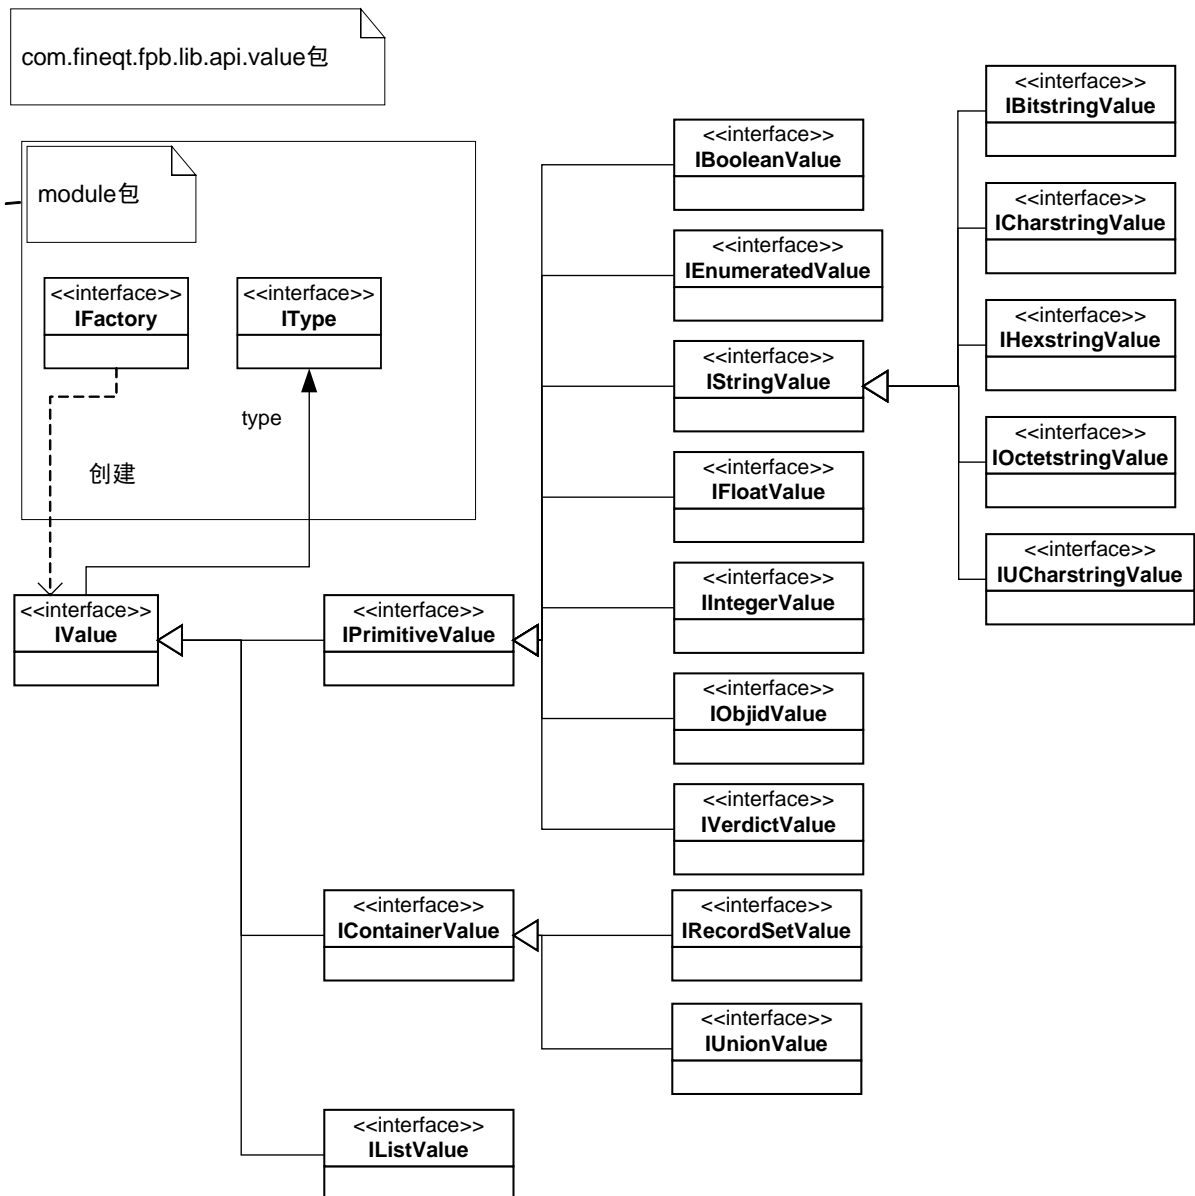 com.fineqt.fpb.lib.api.value包
module包
<<interface>>
IFactory
<<interface>>
IType
type
创建
<<interface>>
IValue
<<interface>>
IPrimitiveValue
<<interface>>
IContainerValue
<<interface>>
IListValue
<<interface>>
IBooleanValue
<<interface>>
IEnumeratedValue
<<interface>>
IStringValue
<<interface>>
IFloatValue
<<interface>>
IIntegerValue
<<interface>>
IObjidValue
<<interface>>
IVerdictValue
<<interface>>
IRecordSetValue
<<interface>>
IUnionValue
<<interface>>
IBitstringValue
<<interface>>
ICharstringValue
<<interface>>
IHexstringValue
<<interface>>
IOctetstringValue
<<interface>>
IUCharstringValue